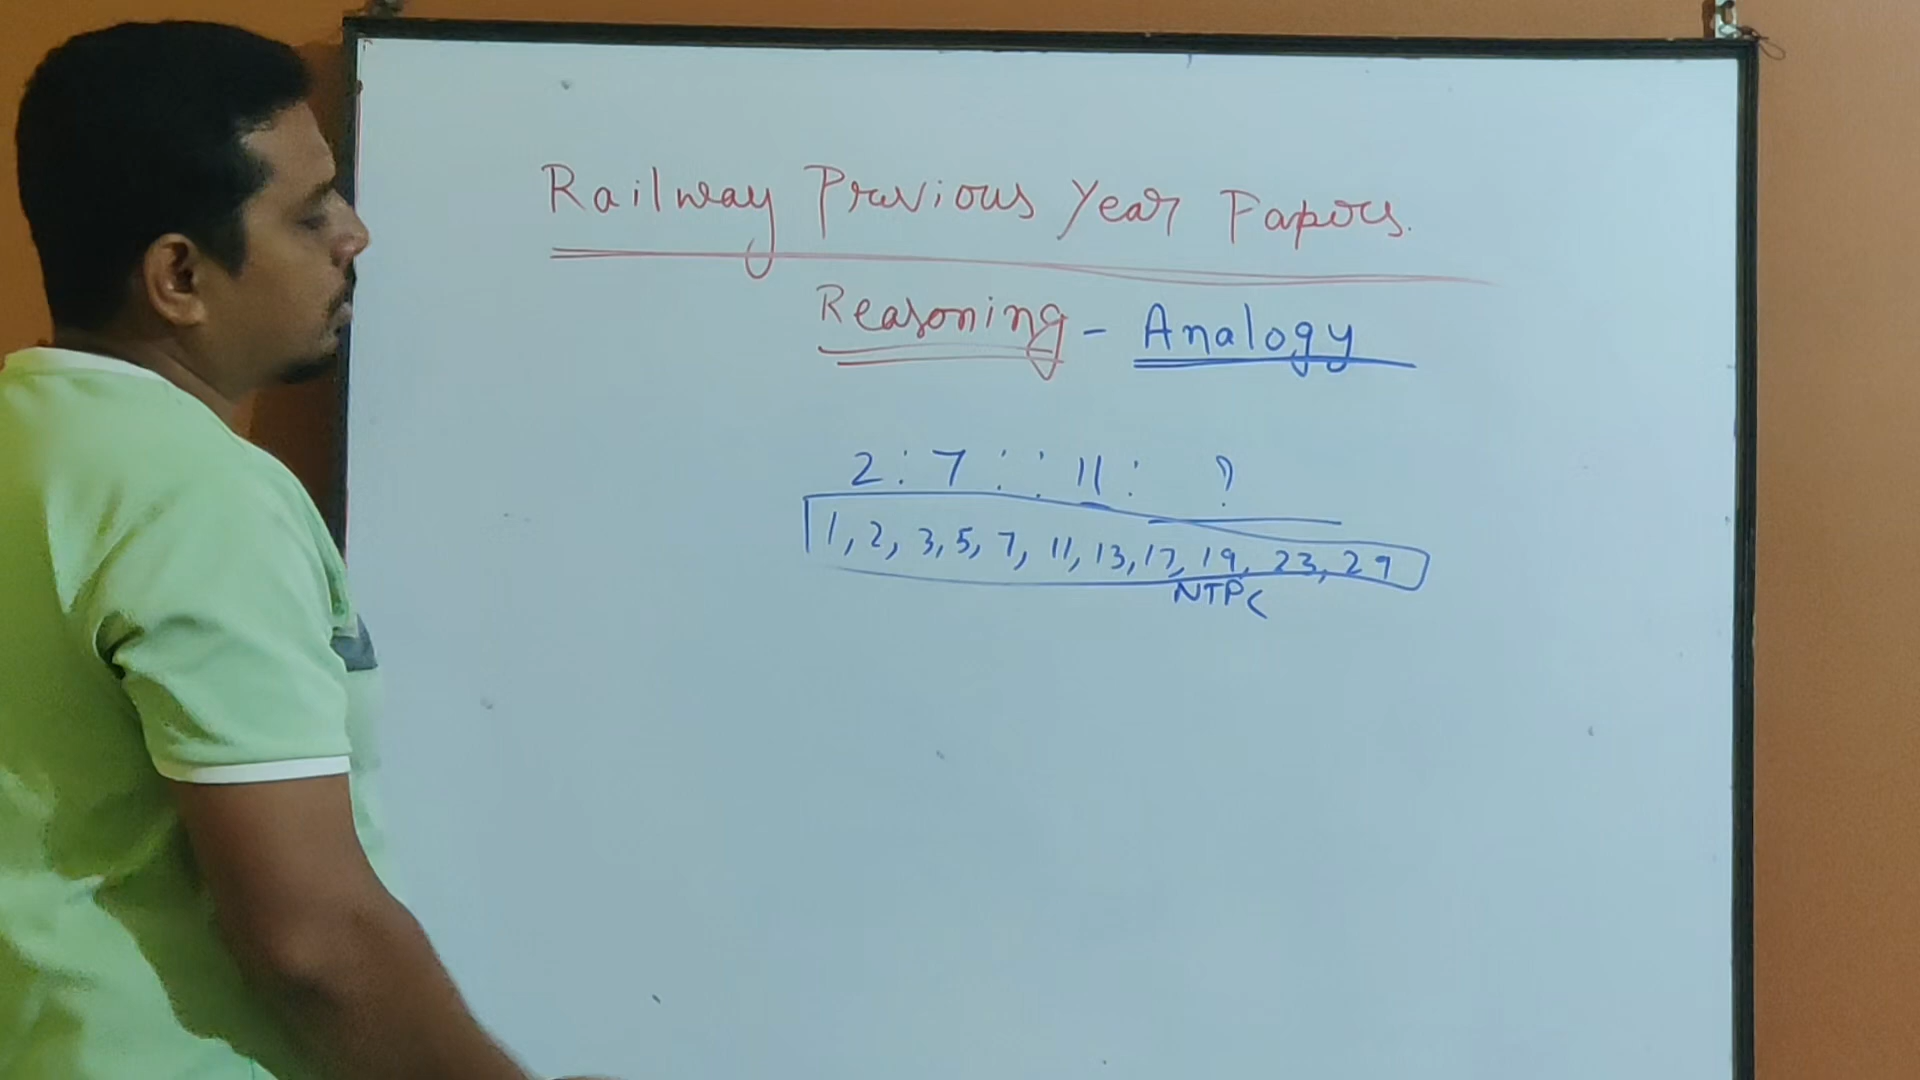 Railway Previous Year Papers.
Reasoning - Analogy
2 : 7 : : 11 : ?
1, 2, 3, 5, 7, 11, 13, 17, 19, 23, 29
NTPC